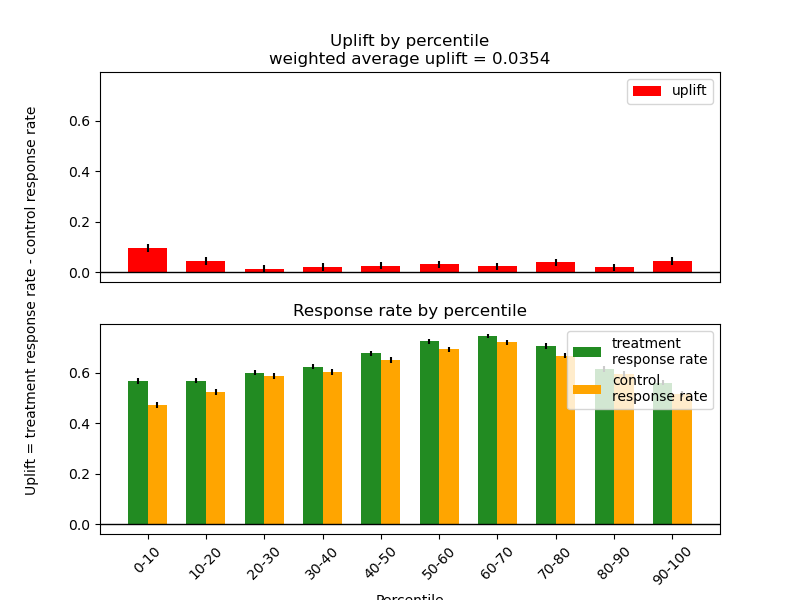 Uplift by percentile
weighted average uplift = 0.0354
uplift
0.6
0.4
0.2
0.0
Uplift = treatment response rate - control response rate
Response rate by percentile
treatment
response rate
control
response rate
0.6
0.4
0.2
0.0
0-10
10-20
20-30
30-40
40-50
50-60
60-70
70-80
80-90
90-100
Percentile